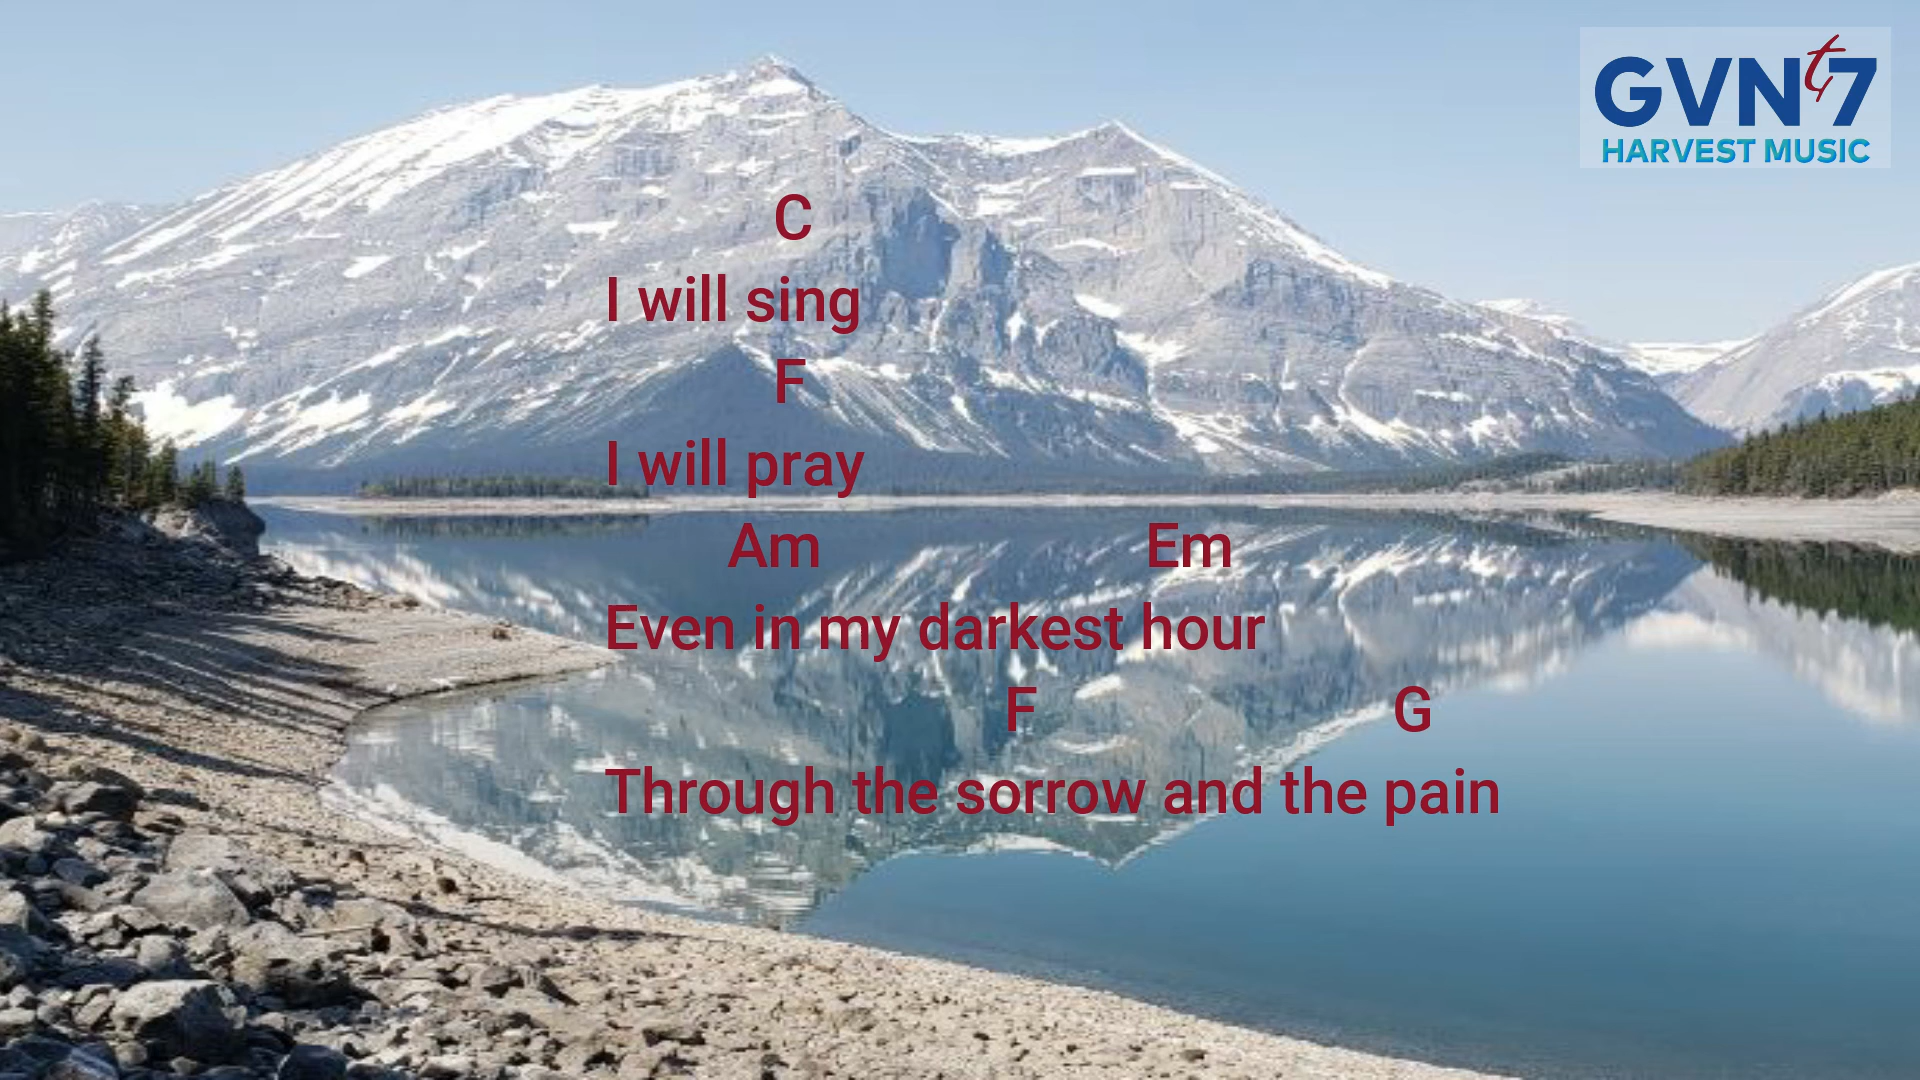 GVNt47
HARVEST MUSIC
C
I will sing
F
I will pray
Am Em
Even in my darkest hour
F G
Through the sorrow and the pain